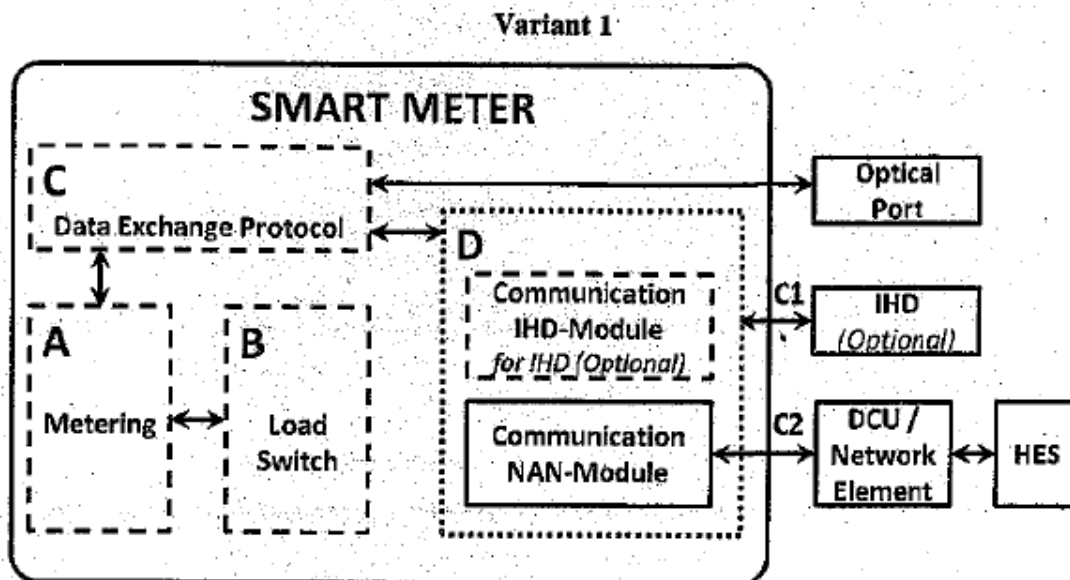 Variant 1
SMART METER
C
Data Exchange Protocol
Optical
Port
D
Communication
IHD-Module
for IHD (Optional)
C1
IHD
(Optional)
A
Metering
B
Load
Switch
Communication
NAN-Module
C2
DCU /
Network
Element
HES